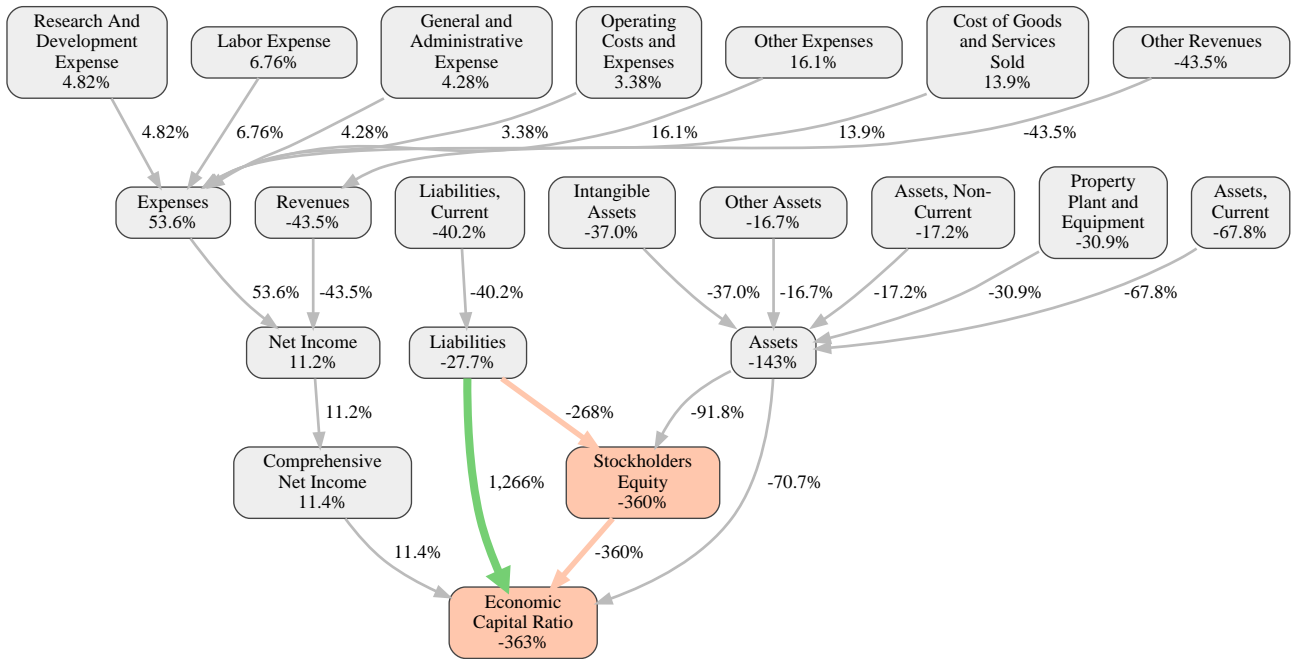 Research And
Development
Expense
4.82%
Labor Expense
6.76%
General and
Administrative
Expense
4.28%
Operating
Costs and
Expenses
3.38%
Other Expenses
16.1%
Cost of Goods
and Services
Sold
13.9%
Other Revenues
-43.5%
4.82%
6.76%
4.28%
3.38%
16.1%
13.9%
-43.5%
Expenses
53.6%
Revenues
-43.5%
Liabilities,
Current
-40.2%
Intangible
Assets
-37.0%
Other Assets
-16.7%
Assets, Non-
Current
-17.2%
Property
Plant and
Equipment
-30.9%
Assets,
Current
-67.8%
53.6%
-43.5%
-40.2%
-37.0%
-16.7%
-17.2%
-30.9%
-67.8%
Net Income
11.2%
Liabilities
-27.7%
Assets
-143%
11.2%
-268%
-91.8%
Comprehensive
Net Income
11.4%
1,266%
Stockholders
Equity
-360%
-70.7%
11.4%
-360%
Economic
Capital Ratio
-363%